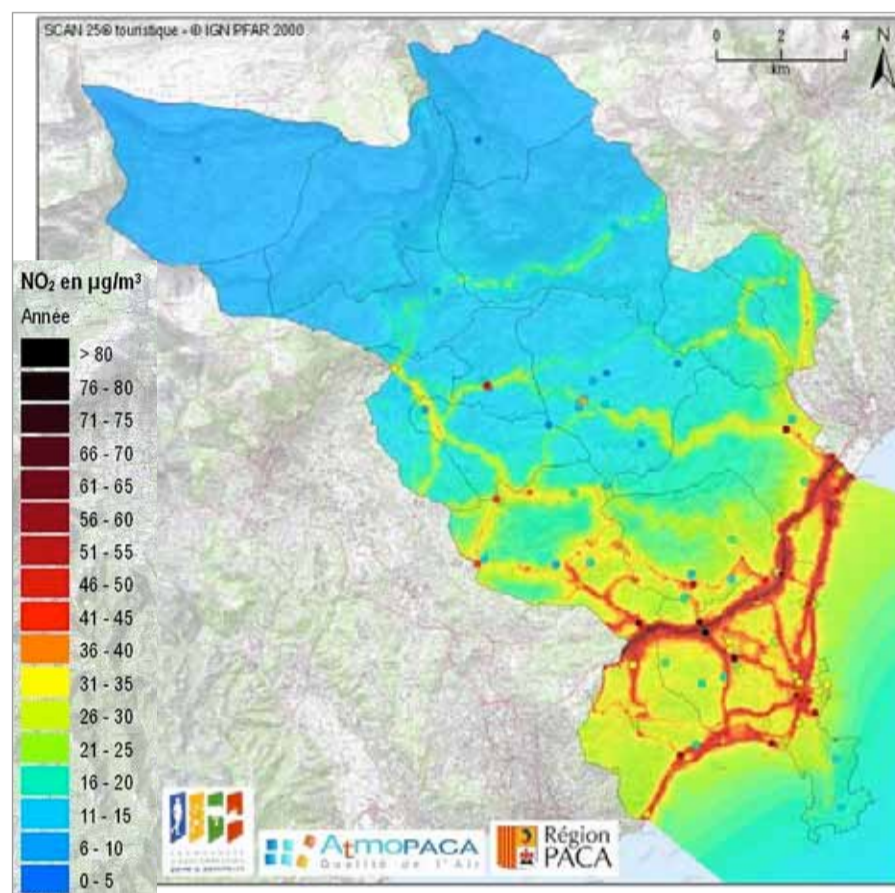 SCAN 25® touristique - © IGN PFAR 2000
0 2 4
km
N
NO₂ en µg/m³
Année
> 80
76 - 80
71 - 75
66 - 70
61 - 65
56 - 60
51 - 55
46 - 50
41 - 45
36 - 40
31 - 35
26 - 30
21 - 25
16 - 20
11 - 15
6 - 10
0 - 5
AtmoPACA
Qualité de l'Air
Région
PACA